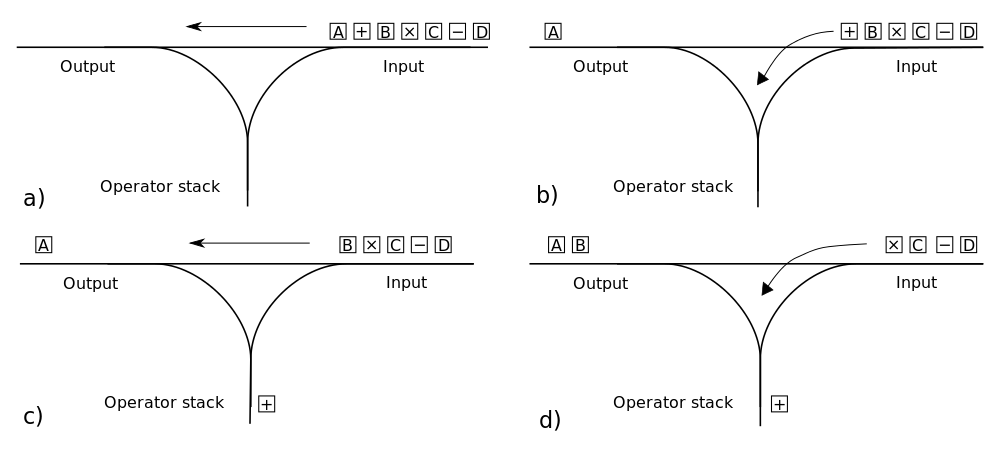 A + B × C − D
Output
Input
Operator stack
a)
A
+ B × C − D
Output
Input
Operator stack
b)
A
B × C − D
Output
Input
Operator stack
+
c)
A B
× C − D
Output
Input
Operator stack
+
d)